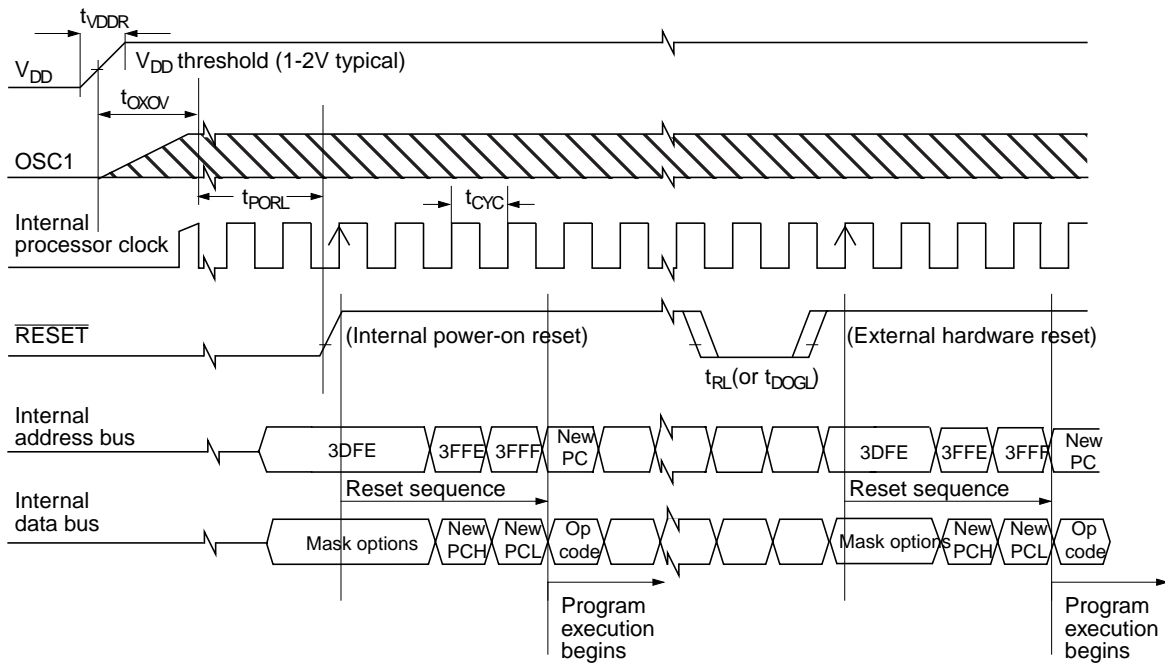 tVDDR
VDD threshold (1-2V typical)
VDD
tOXOV
OSC1
tPORL
tCYC
Internal
processor clock
RESET
(Internal power-on reset)
(External hardware reset)
tRL(or tDOGL)
Internal
address bus
3DFE
3FFE
3FFF
New
PC
3DFE
3FFE
3FFF
New
PC
Reset sequence
Reset sequence
Internal
data bus
Mask options
New
PCH
New
PCL
Op
code
Mask options
New
PCH
New
PCL
Op
code
Program
execution
begins
Program
execution
begins